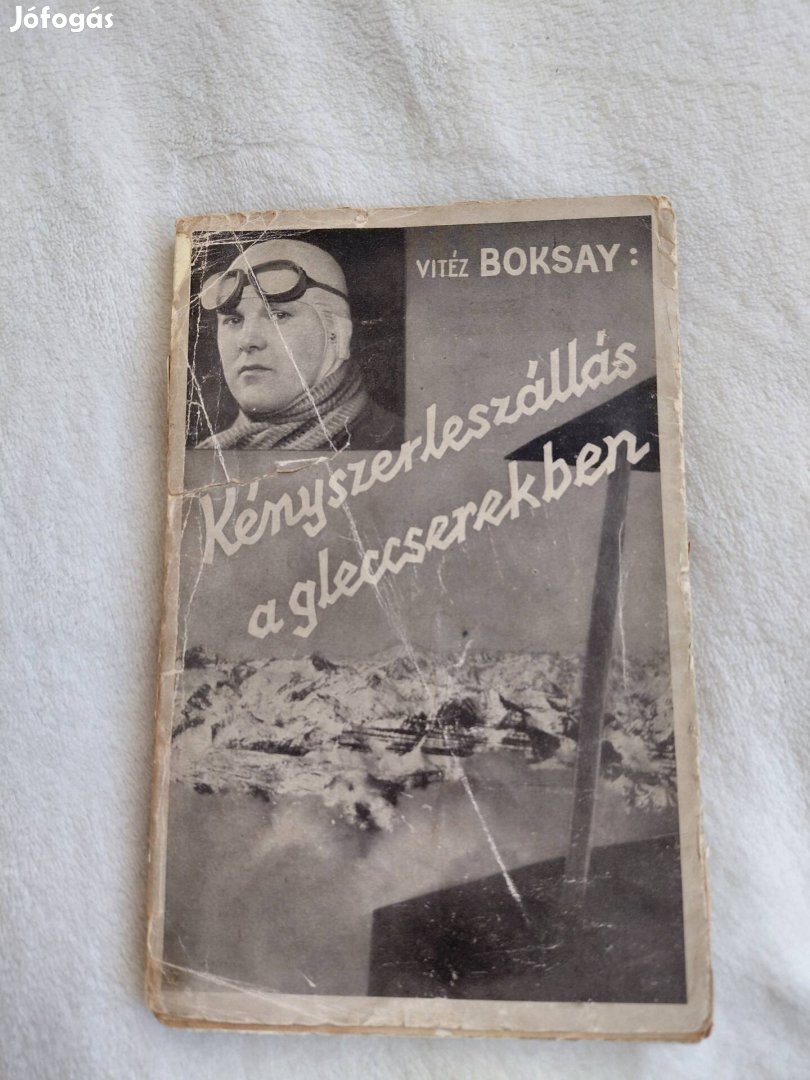 Jófogás
VITÉZ BOKSAY:
Kényszerleszállás
a gleccserekben